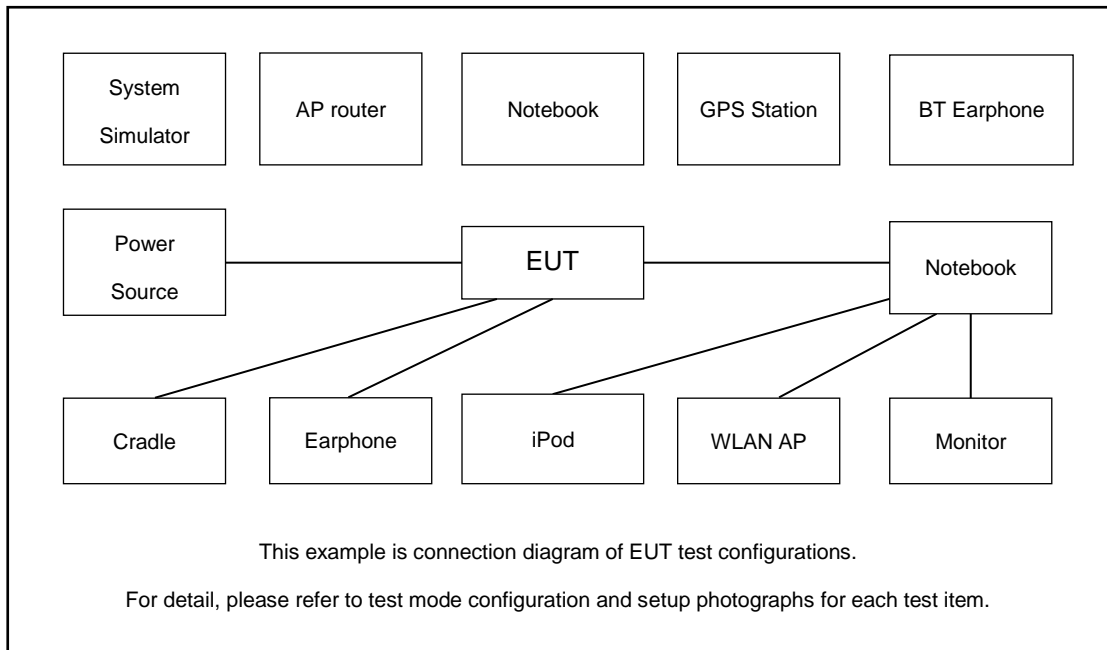 System
Simulator
AP router
Notebook
GPS Station
BT Earphone
Power
Source
EUT
Notebook
Cradle
Earphone
iPod
WLAN AP
Monitor
This example is connection diagram of EUT test configurations.
For detail, please refer to test mode configuration and setup photographs for each test item.